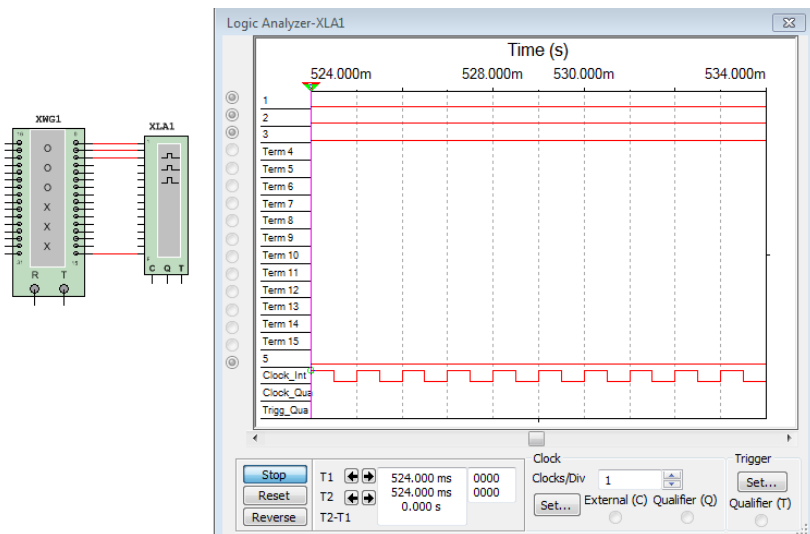 Logic Analyzer-XLA1
Time (s)
524.000m 528.000m 530.000m 534.000m
1
2
3
Term 4
Term 5
Term 6
Term 7
Term 8
Term 9
Term 10
Term 11
Term 12
Term 13
Term 14
Term 15
5
Clock_Int
Clock_Qua
Trigg_Qua
XWG1
O
O
O
X
X
X
R T
XLA1
C Q T
Stop
Reset
Reverse
T1 524.000 ms 0000
T2 524.000 ms 0000
T2-T1 0.000 s
Clock
Clocks/Div 1
Set... External (C) Qualifier (Q)
Trigger
Set...
Qualifier (T)